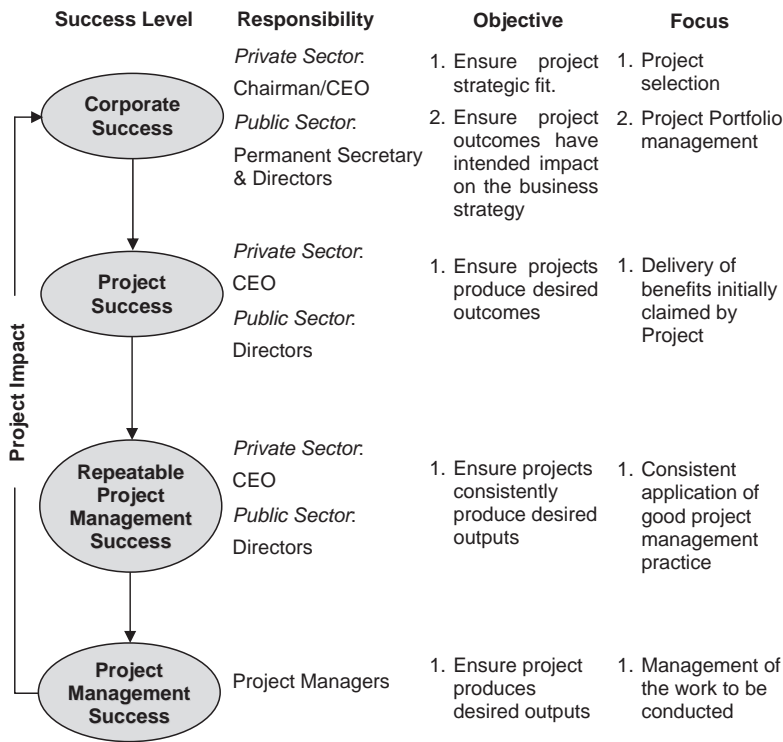 Success Level
Responsibility
Objective
Focus
Project Impact
Corporate
Success
Private Sector:
Chairman/CEO
Public Sector:
Permanent Secretary
& Directors
1. Ensure project
strategic fit.
2. Ensure project
outcomes have
intended impact
on the business
strategy
1. Project
selection
2. Project Portfolio
management
Project
Success
Private Sector:
CEO
Public Sector:
Directors
1. Ensure projects
produce desired
outcomes
1. Delivery of
benefits initially
claimed by
Project
Repeatable
Project
Management
Success
Private Sector:
CEO
Public Sector:
Directors
1. Ensure projects
consistently
produce desired
outputs
1. Consistent
application of
good project
management
practice
Project
Management
Success
Project Managers
1. Ensure project
produces
desired outputs
1. Management of
the work to be
conducted